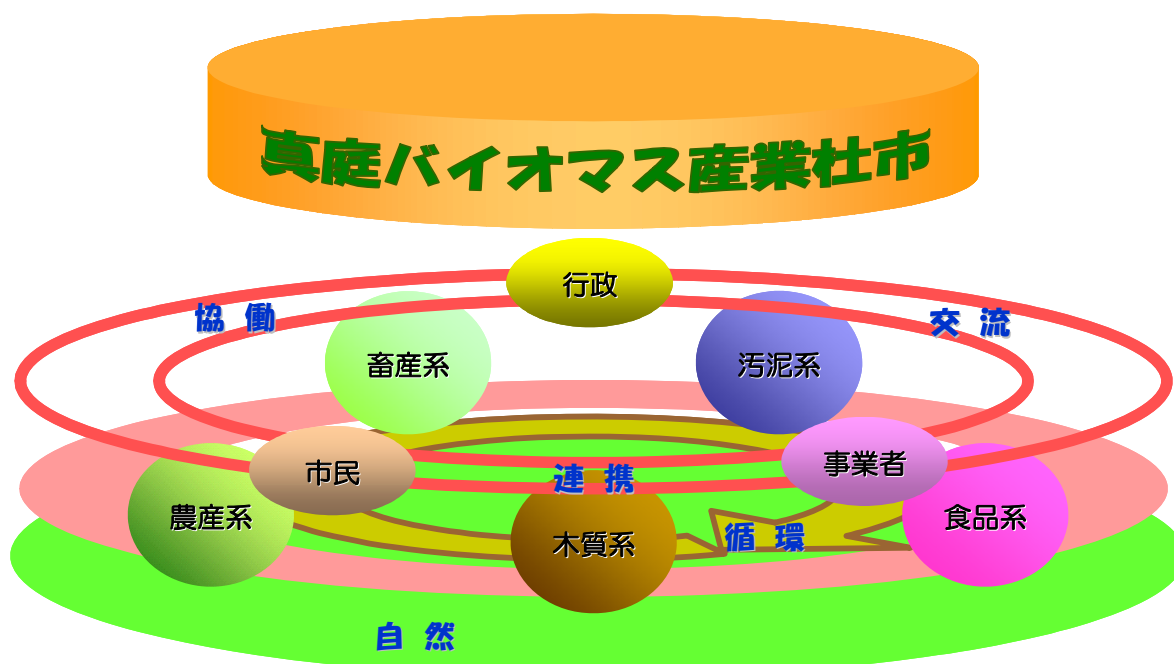 真庭バイオマス産業杜市
行政
協働
交流
畜産系
汚泥系
市民
連携
事業者
農産系
木質系
循環
食品系
自然